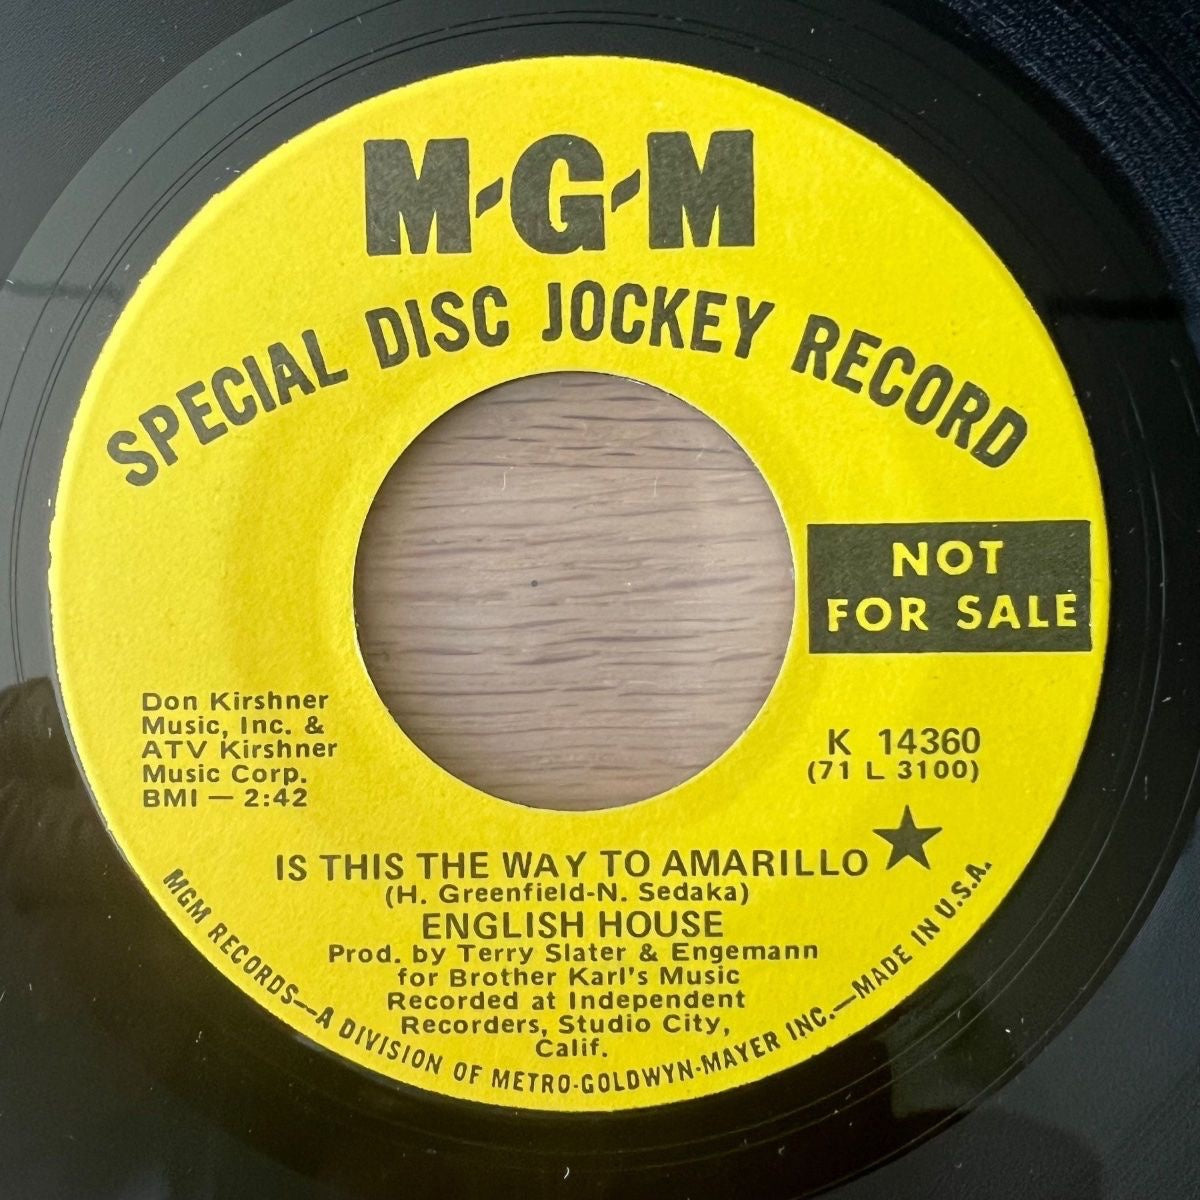 M-G-M
SPECIAL DISC JOCKEY RECORD
NOT
FOR SALE
Don Kirshner
Music, Inc. &
ATV Kirshner
Music Corp.
BMI — 2:42
K 14360
(71 L 3100)
IS THIS THE WAY TO AMARILLO
(H. Greenfield-N. Sedaka)
ENGLISH HOUSE
Prod. by Terry Slater & Engemann
for Brother Karl's Music
Recorded at Independent
Recorders, Studio City,
Calif.
MGM RECORDS—A DIVISION OF METRO-GOLDWYN-MAYER INC.—MADE IN U.S.A.